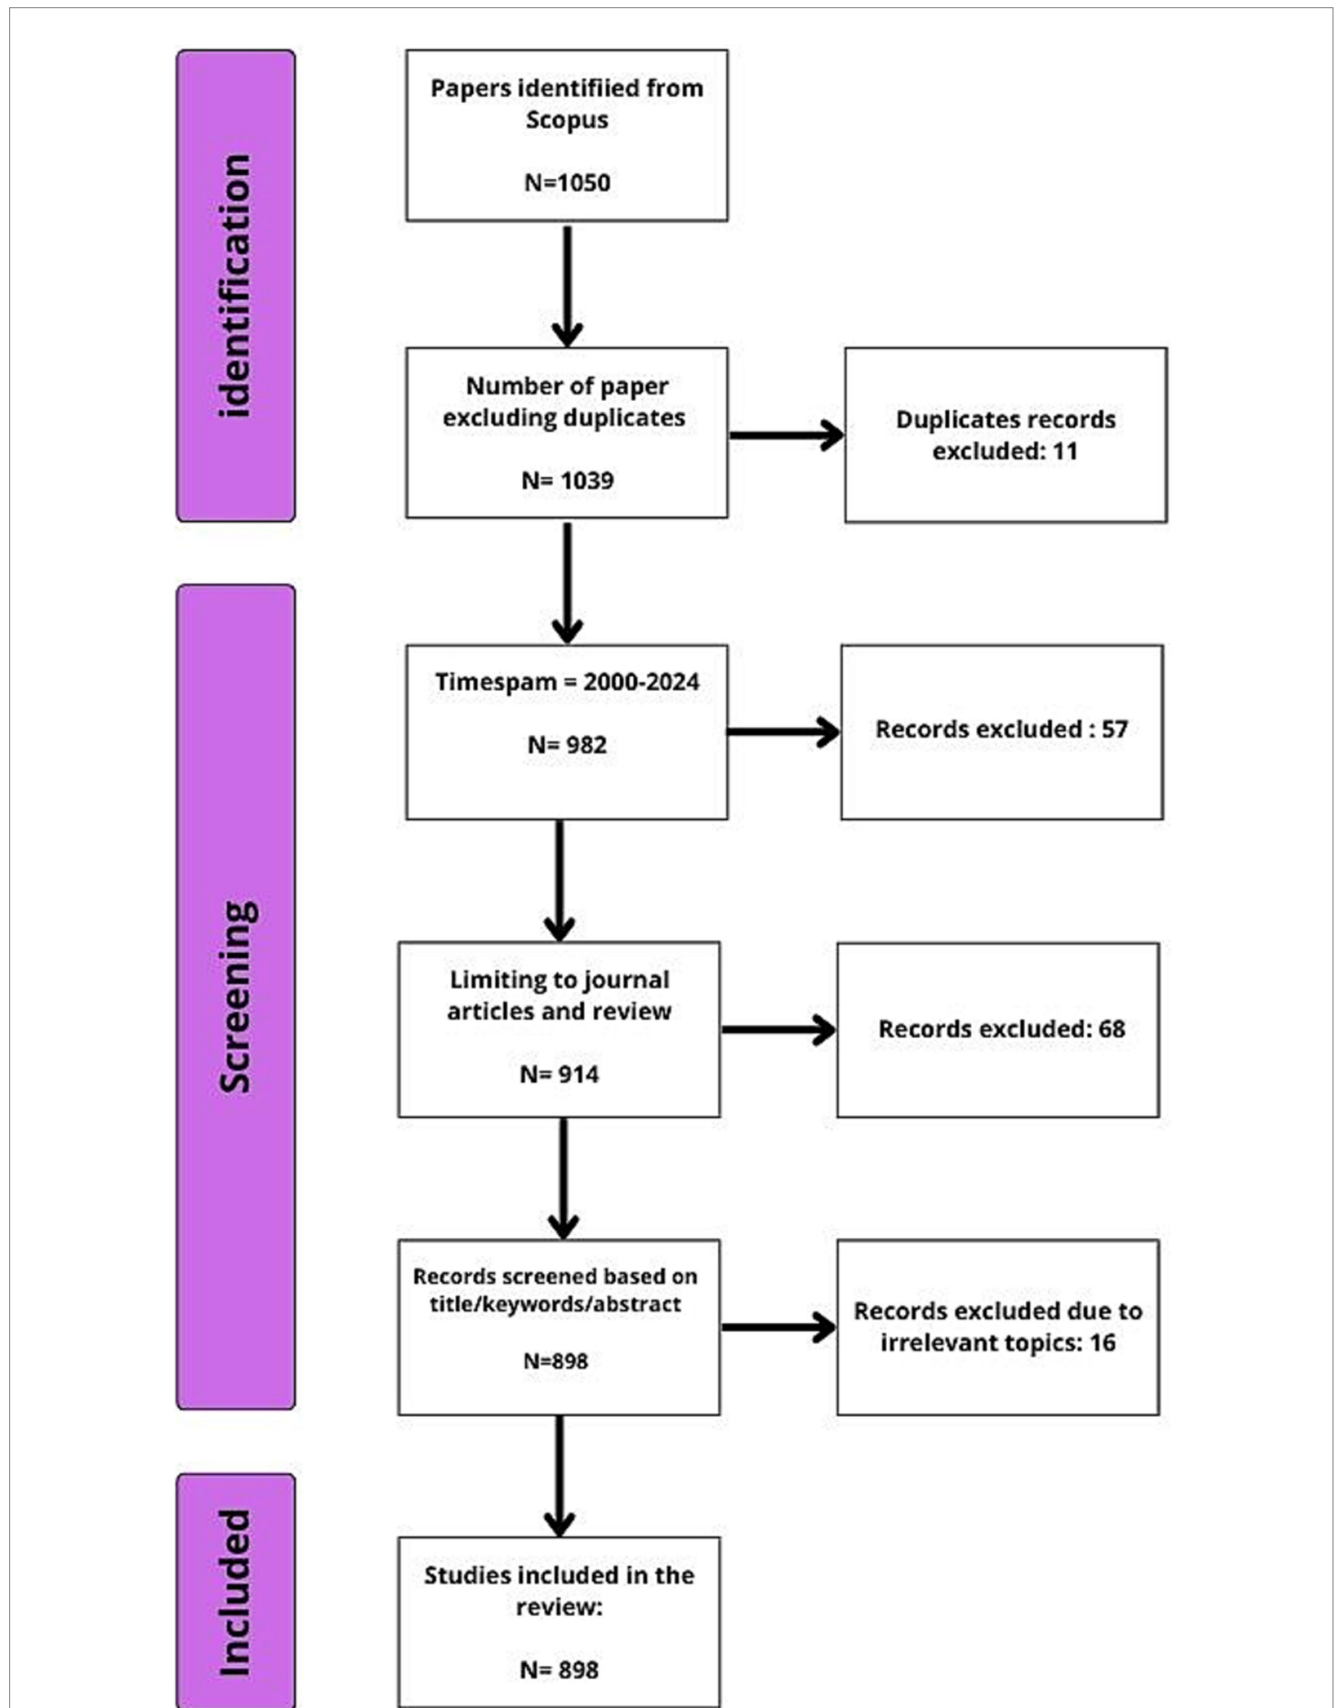 identification
Papers identifiied from
Scopus
N=1050
Number of paper
excluding duplicates
N= 1039
Duplicates records
excluded: 11
Screening
Timespam = 2000-2024
N= 982
Records excluded : 57
Limiting to journal
articles and review
N= 914
Records excluded: 68
Records screened based on
title/keywords/abstract
N=898
Records excluded due to
irrelevant topics: 16
Included
Studies included in the
review:
N= 898